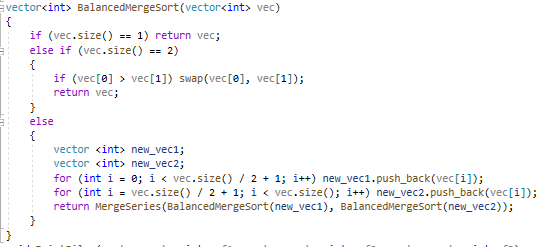 vector<int> BalancedMergeSort(vector<int> vec)
{
if (vec.size() == 1) return vec;
else if (vec.size() == 2)
{
if (vec[0] > vec[1]) swap(vec[0], vec[1]);
return vec;
}
else
{
vector <int> new_vec1;
vector <int> new_vec2;
for (int i = 0; i < vec.size() / 2 + 1; i++) new_vec1.push_back(vec[i]);
for (int i = vec.size() / 2 + 1; i < vec.size(); i++) new_vec2.push_back(vec[i]);
return MergeSeries(BalancedMergeSort(new_vec1), BalancedMergeSort(new_vec2));
}
}